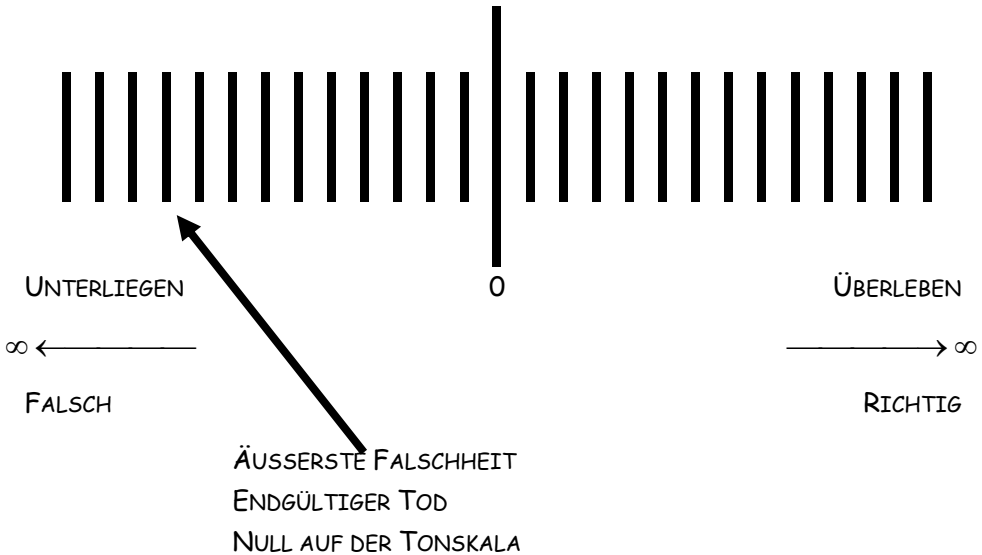 UNTERLIEGEN 0 ÜBERLEBEN
∞ ∞
FALSCH RICHTIG
ÄUSSERSTE FALSCHHEIT
ENDGÜLTIGER TOD
NULL AUF DER TONSKALA